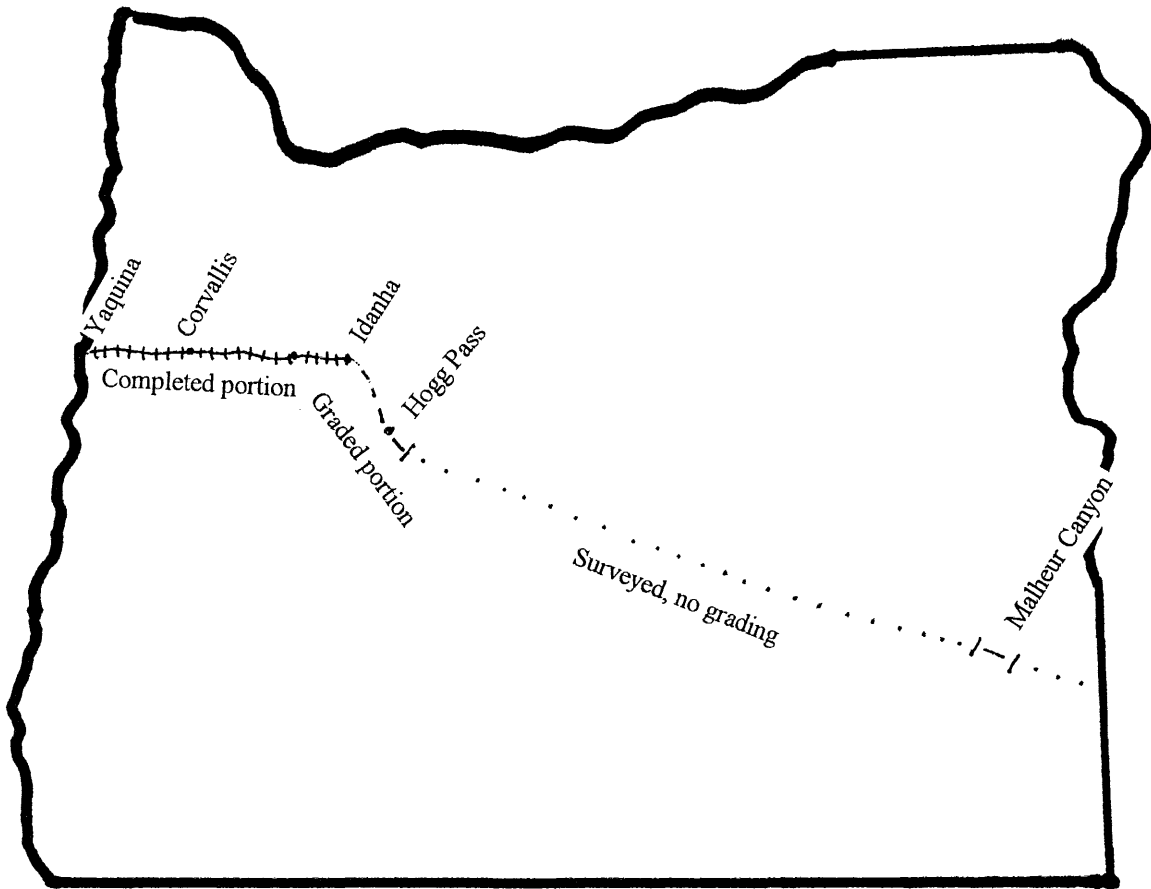 Yaquina
Corvallis
Idanha
Hogg Pass
Completed portion
Graded portion
Surveyed, no grading
Malheur Canyon